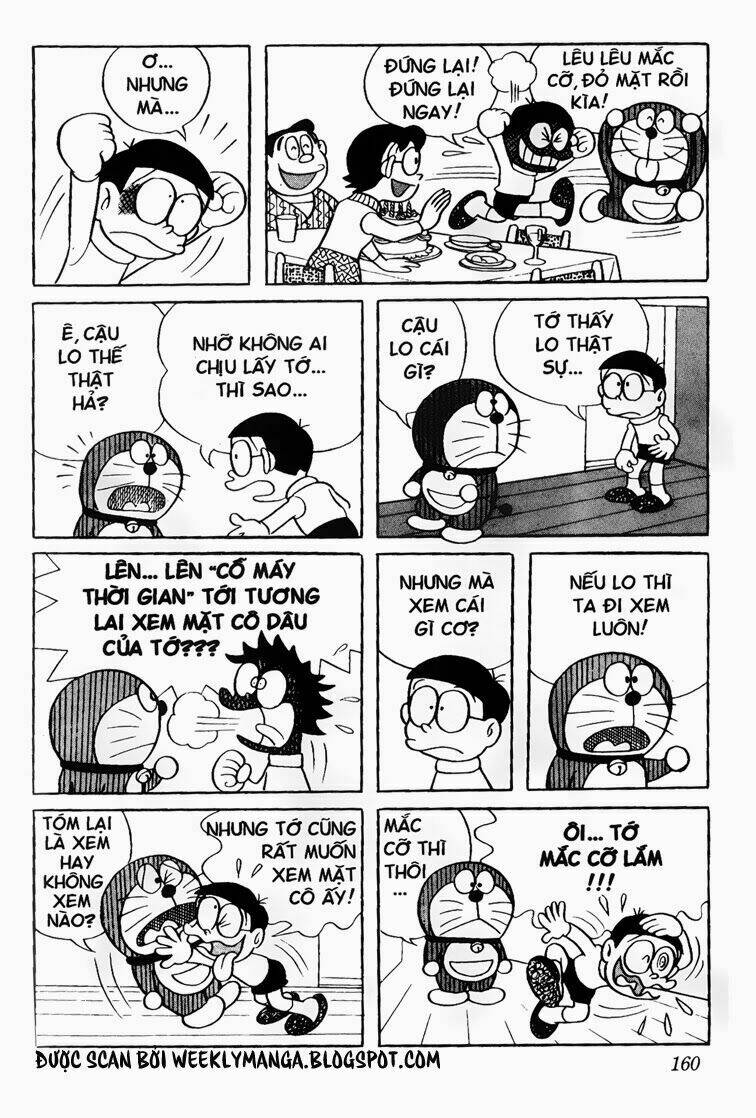 LÊU LÊU MẮC
CỠ, ĐỎ MẶT RỒI
KÌA!
ĐỨNG LẠI!
ĐỨNG LẠI
NGAY!
Ơ...
NHƯNG
MÀ...
TỚ THẤY
LO THẬT
SỰ...
CẬU
LO CÁI
GÌ?
NHỠ KHÔNG AI
CHỊU LẤY TỚ...
THÌ SAO...
Ê, CẬU
LO THẾ
THẬT
HẢ?
NẾU LO THÌ
TA ĐI XEM
LUÔN!
NHƯNG MÀ
XEM CÁI
GÌ CƠ?
LÊN... LÊN "CỖ MÁY
THỜI GIAN" TỚI TƯƠNG
LAI XEM MẶT CÔ DÂU
CỦA TỚ???
ÔI... TỚ
MẮC CỠ LẮM
!!!
MẮC
CỠ THÌ
THÔI
...
NHƯNG TỚ CŨNG
RẤT MUỐN
XEM MẶT
CÔ ẤY!
TÓM LẠI
LÀ XEM
HAY
KHÔNG
XEM
NÀO?
ĐƯỢC SCAN BỞI WEEKLYMANGA.BLOGSPOT.COM
160